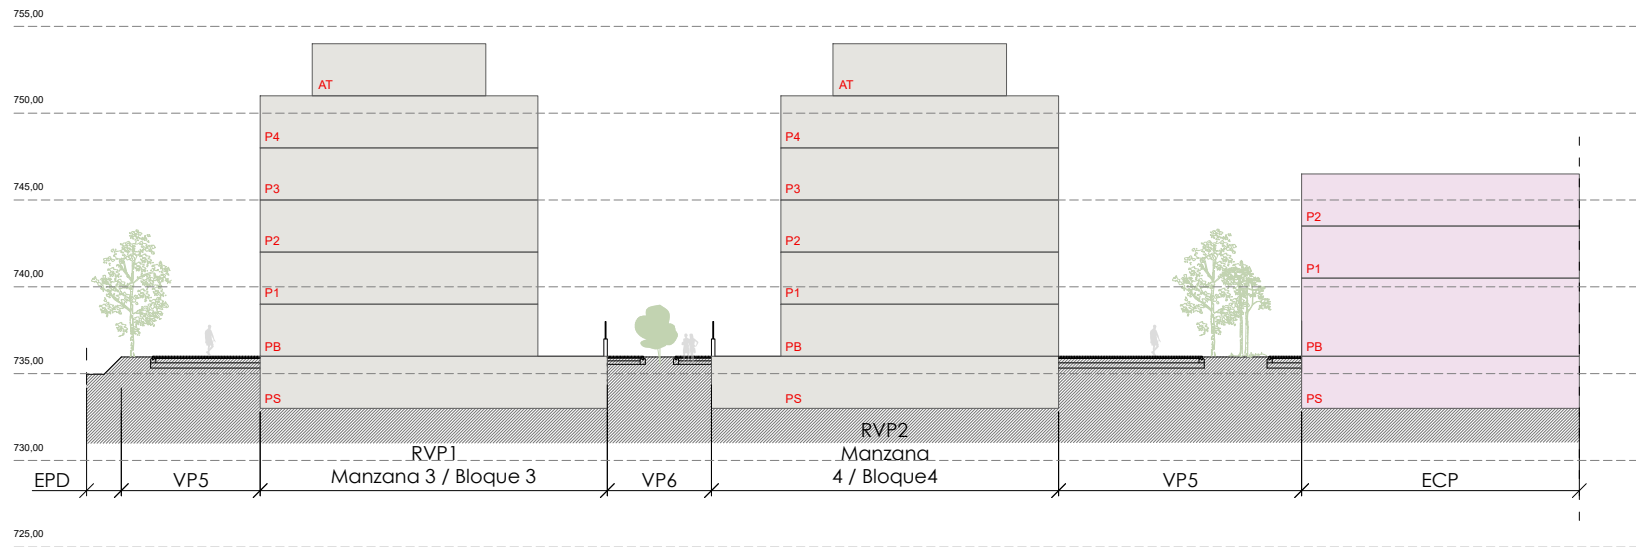 755,00
AT
AT
750,00
P4
P4
745,00
P3
P3
P2
P2
P2
740,00
P1
P1
P1
735,00
PB
PB
PB
PS
PS
PS
730,00
RVP1
Manzana 3 / Bloque 3
RVP2
Manzana
4 / Bloque4
EPD
VP5
VP6
VP5
ECP
725,00